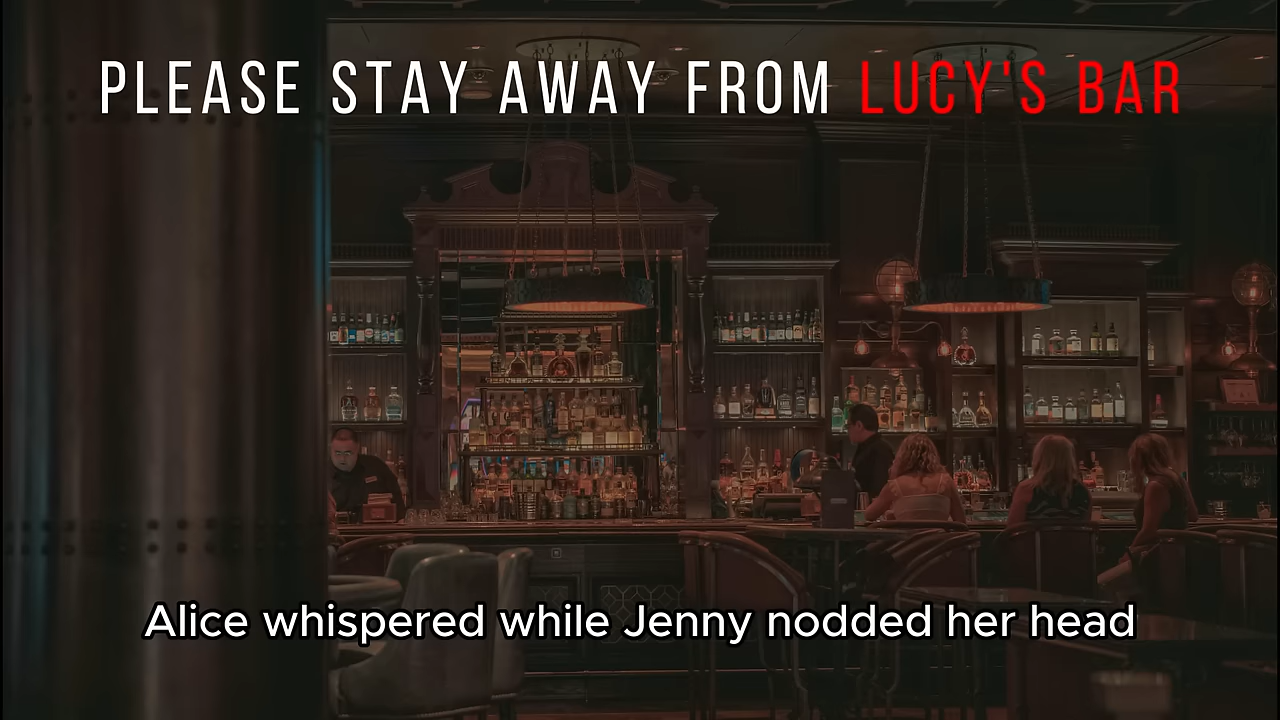 PLEASE STAY AWAY FROM LUCY'S BAR
Alice whispered while Jenny nodded her head